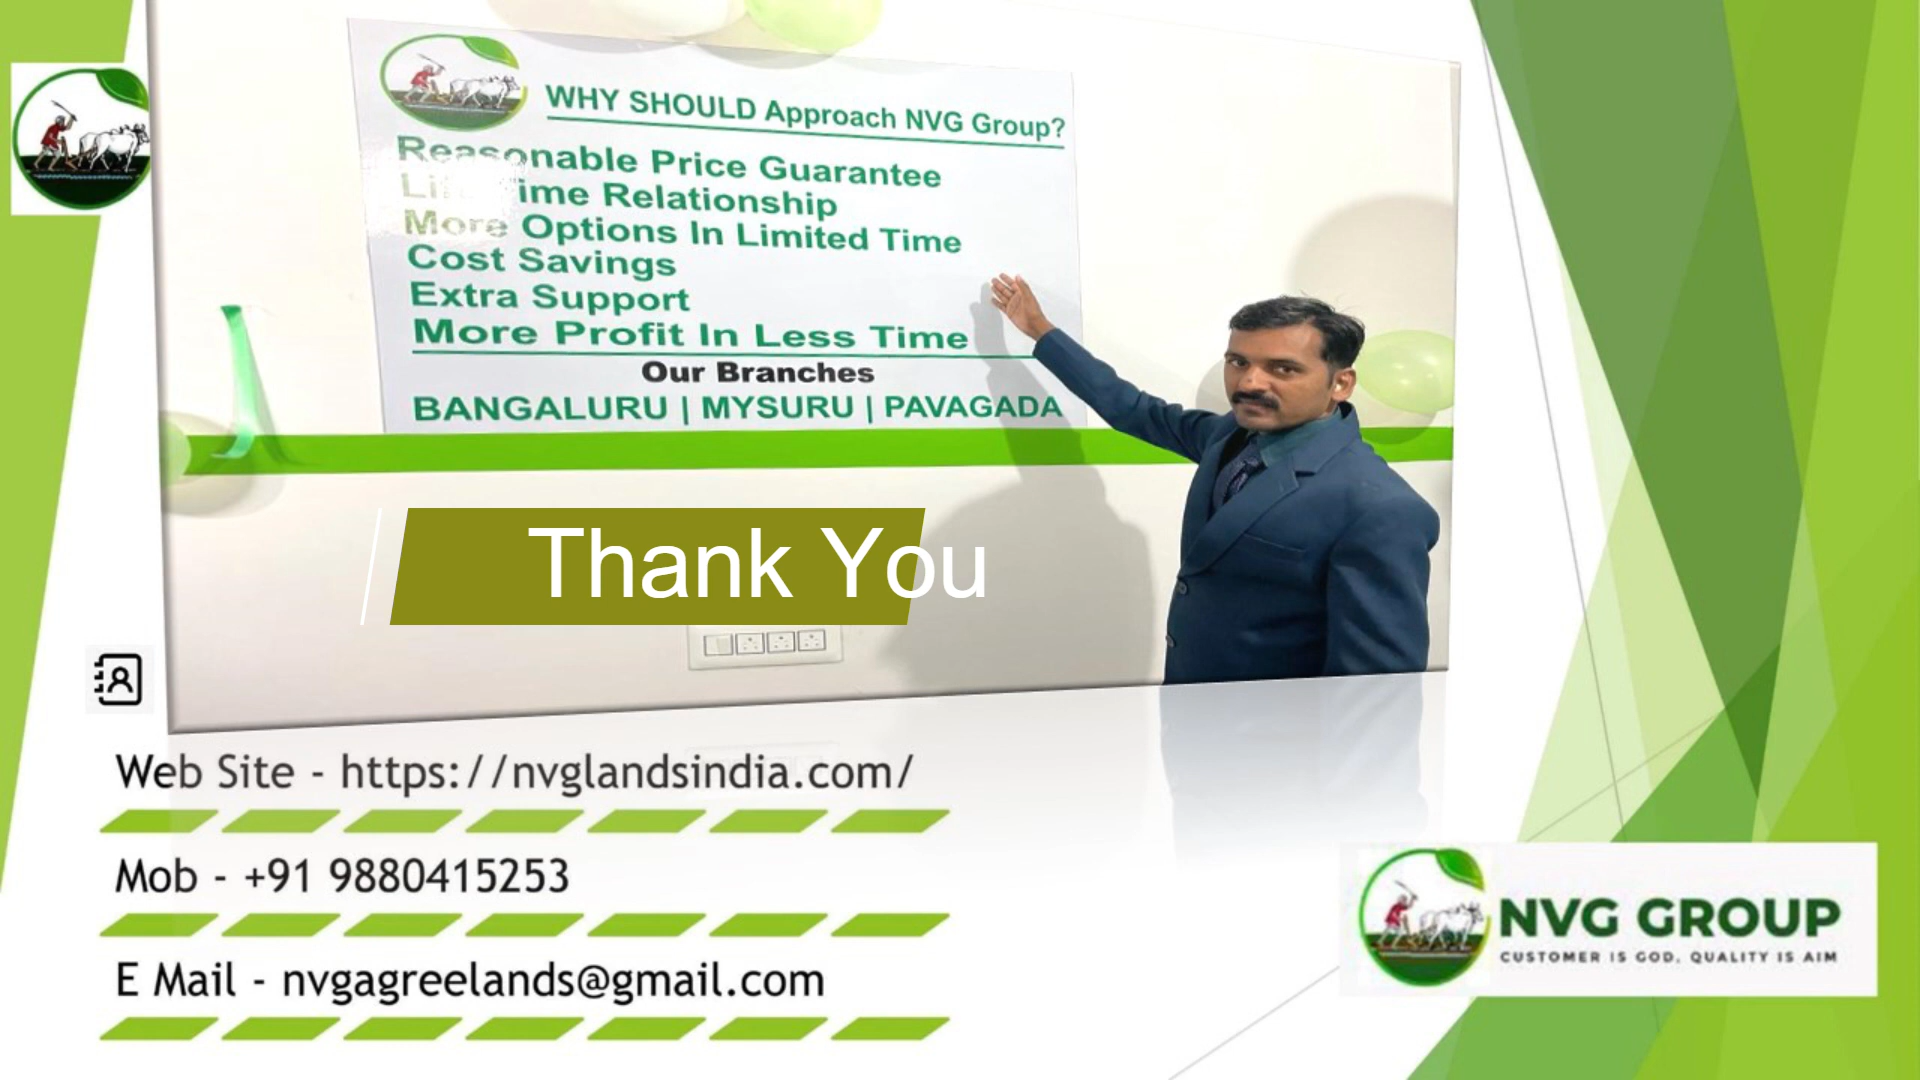 WHY SHOULD Approach NVG Group?
Reasonable Price Guarantee
Relationship
More Options In Limited Time
Cost Savings
Extra Support
More Profit In Less Time
Our Branches
BANGALURU | MYSURU | PAVAGADA
Thank You
Web Site - https://nvglandsindia.com/
Mob - +91 9880415253
E Mail - nvgagreelands@gmail.com
NVG GROUP
CUSTOMER IS GOD, QUALITY IS AIM